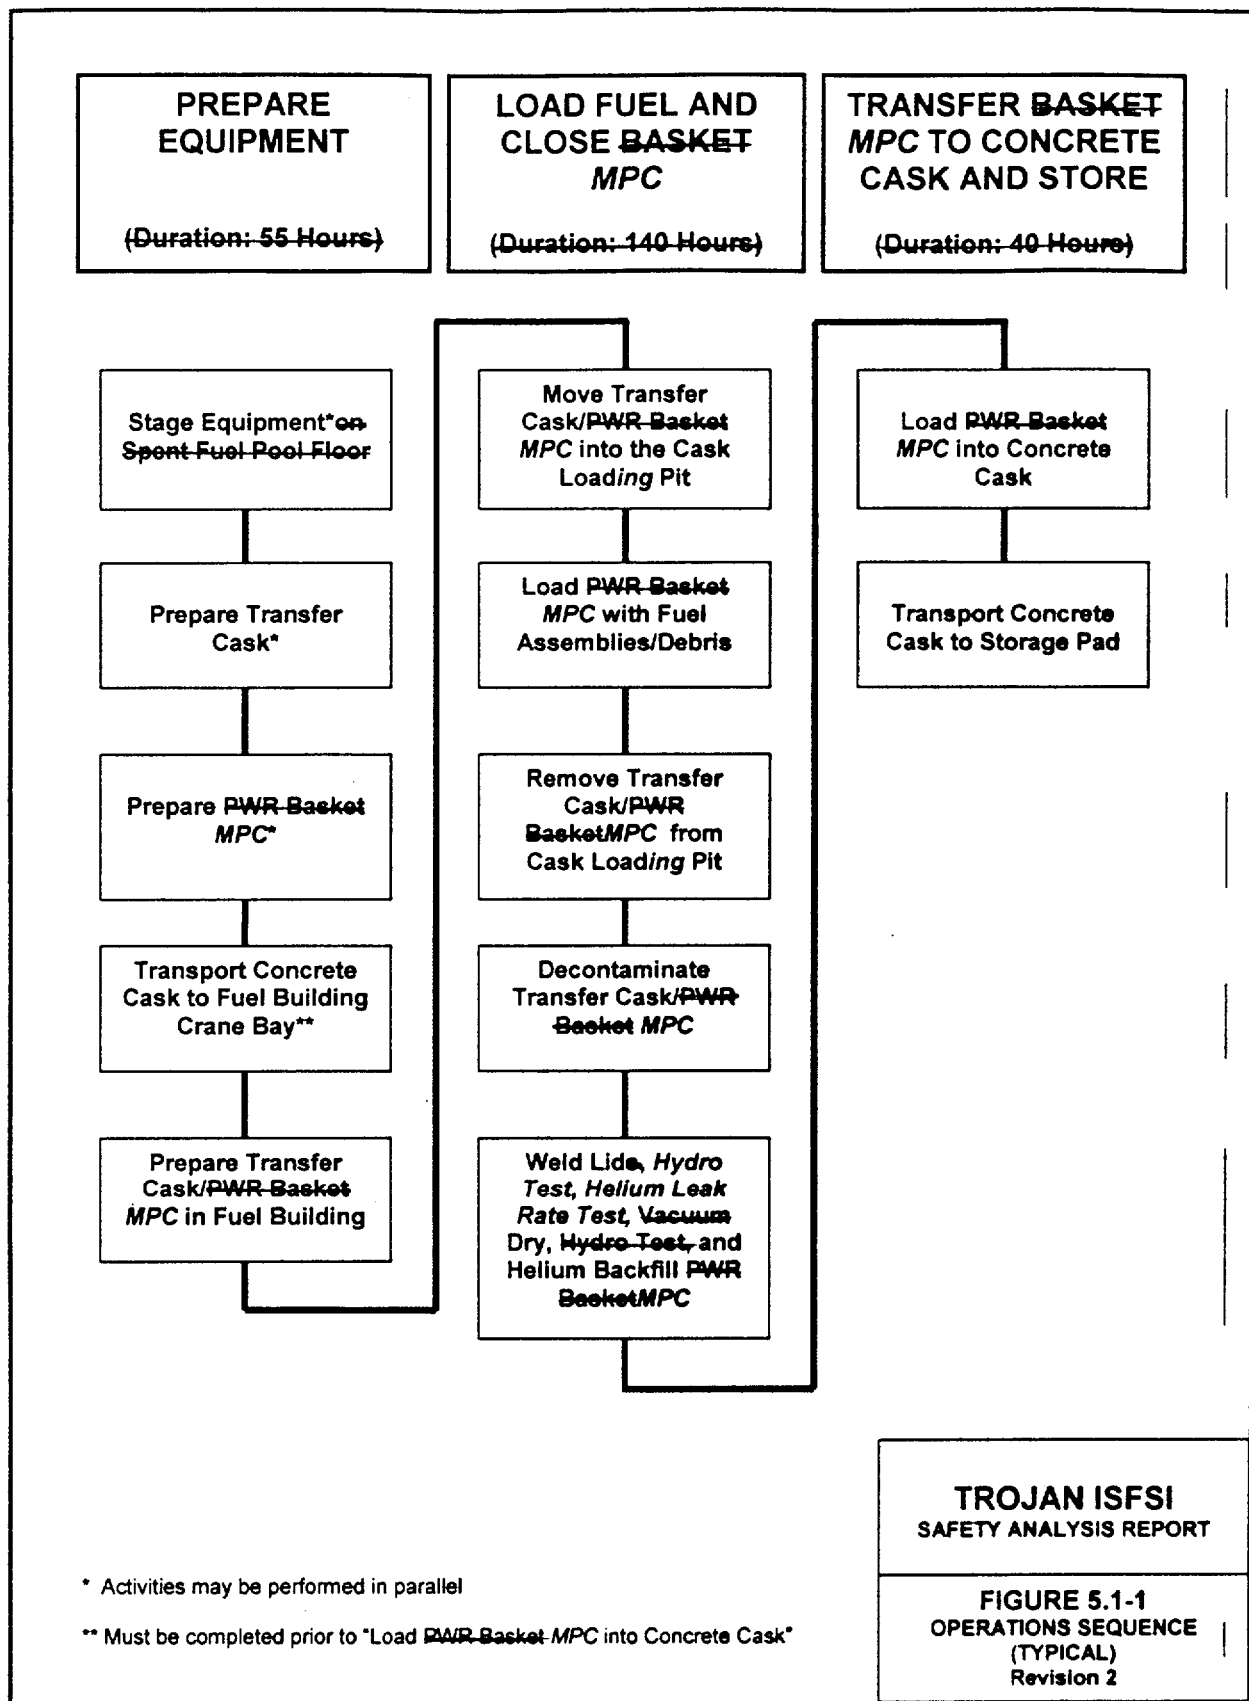 PREPARE
EQUIPMENT
(Duration: 55 Hours)
LOAD FUEL AND
CLOSE BASKET
MPC
(Duration: 140 Hours)
TRANSFER BASKET
MPC TO CONCRETE
CASK AND STORE
(Duration: 40 Hours)
Stage Equipment* on
Spent Fuel Pool Floor
Prepare Transfer
Cask*
Prepare PWR Basket
MPC*
Transport Concrete
Cask to Fuel Building
Crane Bay**
Prepare Transfer
Cask/PWR Basket
MPC in Fuel Building
Move Transfer
Cask/PWR Basket
MPC into the Cask
Loading Pit
Load PWR Basket
MPC with Fuel
Assemblies/Debris
Remove Transfer
Cask/PWR
BasketMPC from
Cask Loading Pit
Decontaminate
Transfer Cask/PWR
Basket MPC
Weld Lids, Hydro
Test, Helium Leak
Rate Test, Vacuum
Dry, Hydro Test, and
Helium Backfill PWR
BasketMPC
Load PWR Basket
MPC into Concrete
Cask
Transport Concrete
Cask to Storage Pad
* Activities may be performed in parallel
** Must be completed prior to "Load PWR Basket MPC into Concrete Cask"
TROJAN ISFSI
SAFETY ANALYSIS REPORT
FIGURE 5.1-1
OPERATIONS SEQUENCE
(TYPICAL)
Revision 2